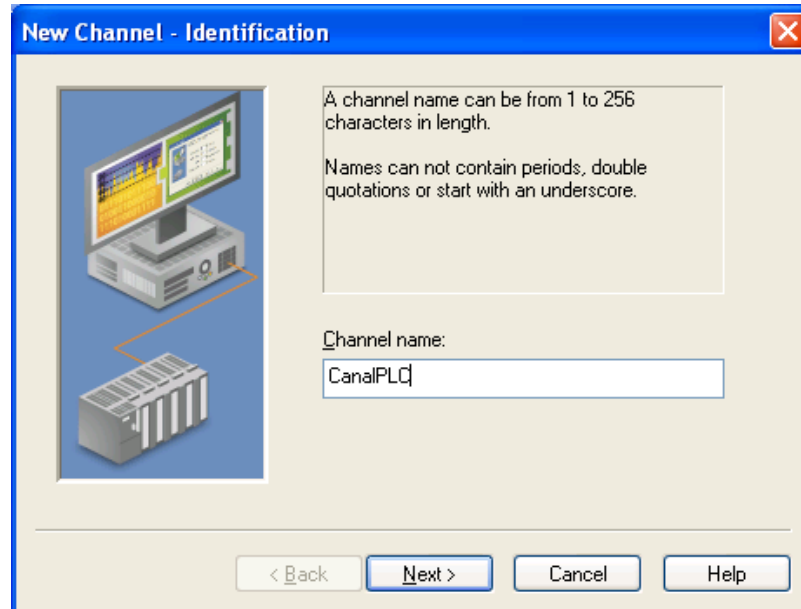 New Channel - Identification
A channel name can be from 1 to 256
characters in length.
Names can not contain periods, double
quotations or start with an underscore.
Channel name:
CanalPLC
< Back Next > Cancel Help